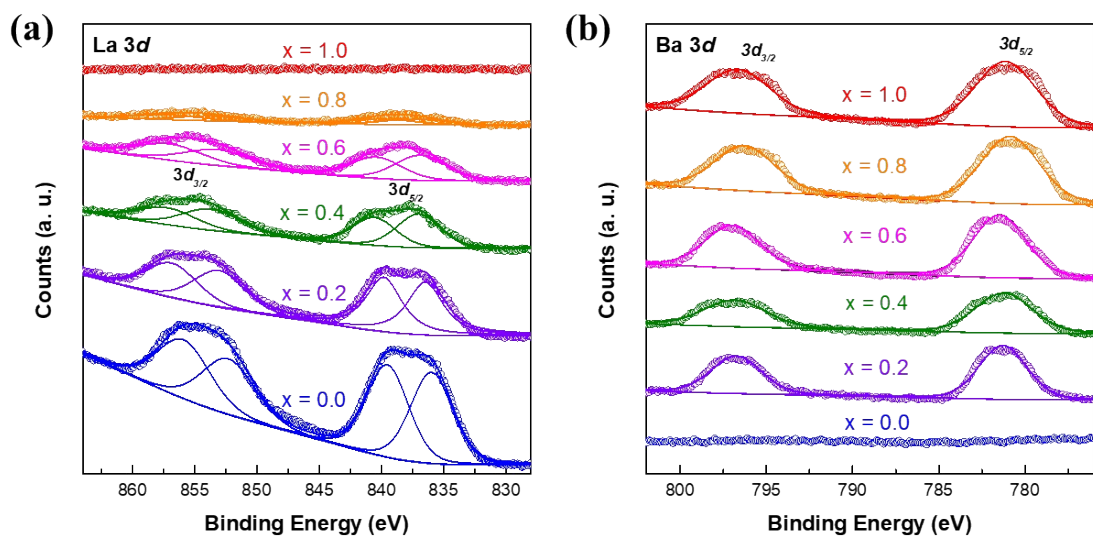 (a)
La 3d
x = 1.0
x = 0.8
x = 0.6
3d3/2
3d5/2
x = 0.4
x = 0.2
x = 0.0
Counts (a. u.)
860 855 850 845 840 835 830
Binding Energy (eV)
(b)
Ba 3d
3d3/2
3d5/2
x = 1.0
x = 0.8
x = 0.6
x = 0.4
x = 0.2
x = 0.0
Counts (a. u.)
800 795 790 785 780
Binding Energy (eV)